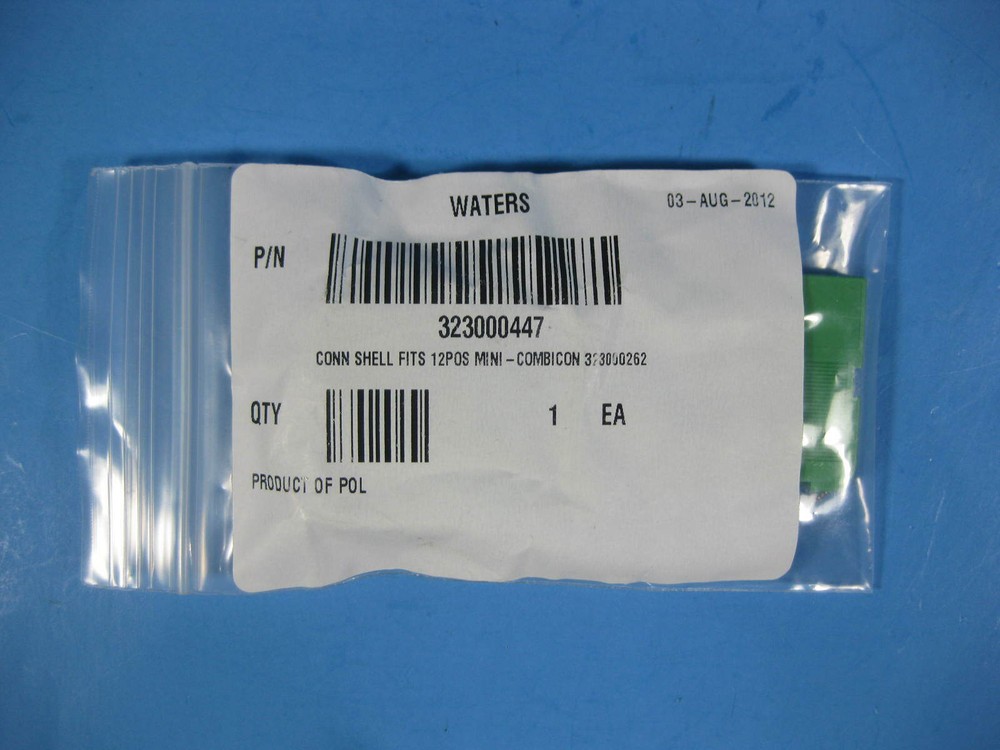 WATERS 03-AUG-2012
P/N
323000447
CONN SHELL FITS 12POS MINI-COMBICON 323000262
QTY 1 EA
PRODUCT OF POL